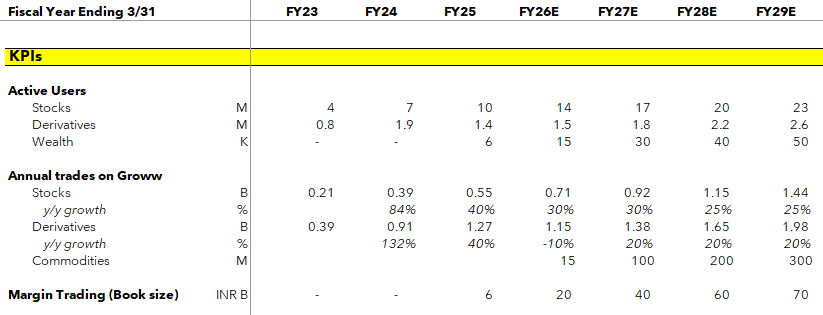 Fiscal Year Ending 3/31 FY23 FY24 FY25 FY26E FY27E FY28E FY29E
KPIs
Active Users
Stocks M 4 7 10 14 17 20 23
Derivatives M 0.8 1.9 1.4 1.5 1.8 2.2 2.6
Wealth K - - 6 15 30 40 50
Annual trades on Groww
Stocks B 0.21 0.39 0.55 0.71 0.92 1.15 1.44
y/y growth % 84% 40% 30% 30% 25% 25%
Derivatives B 0.39 0.91 1.27 1.15 1.38 1.65 1.98
y/y growth % 132% 40% -10% 20% 20% 20%
Commodities M 15 100 200 300
Margin Trading (Book size) INR B - - 6 20 40 60 70